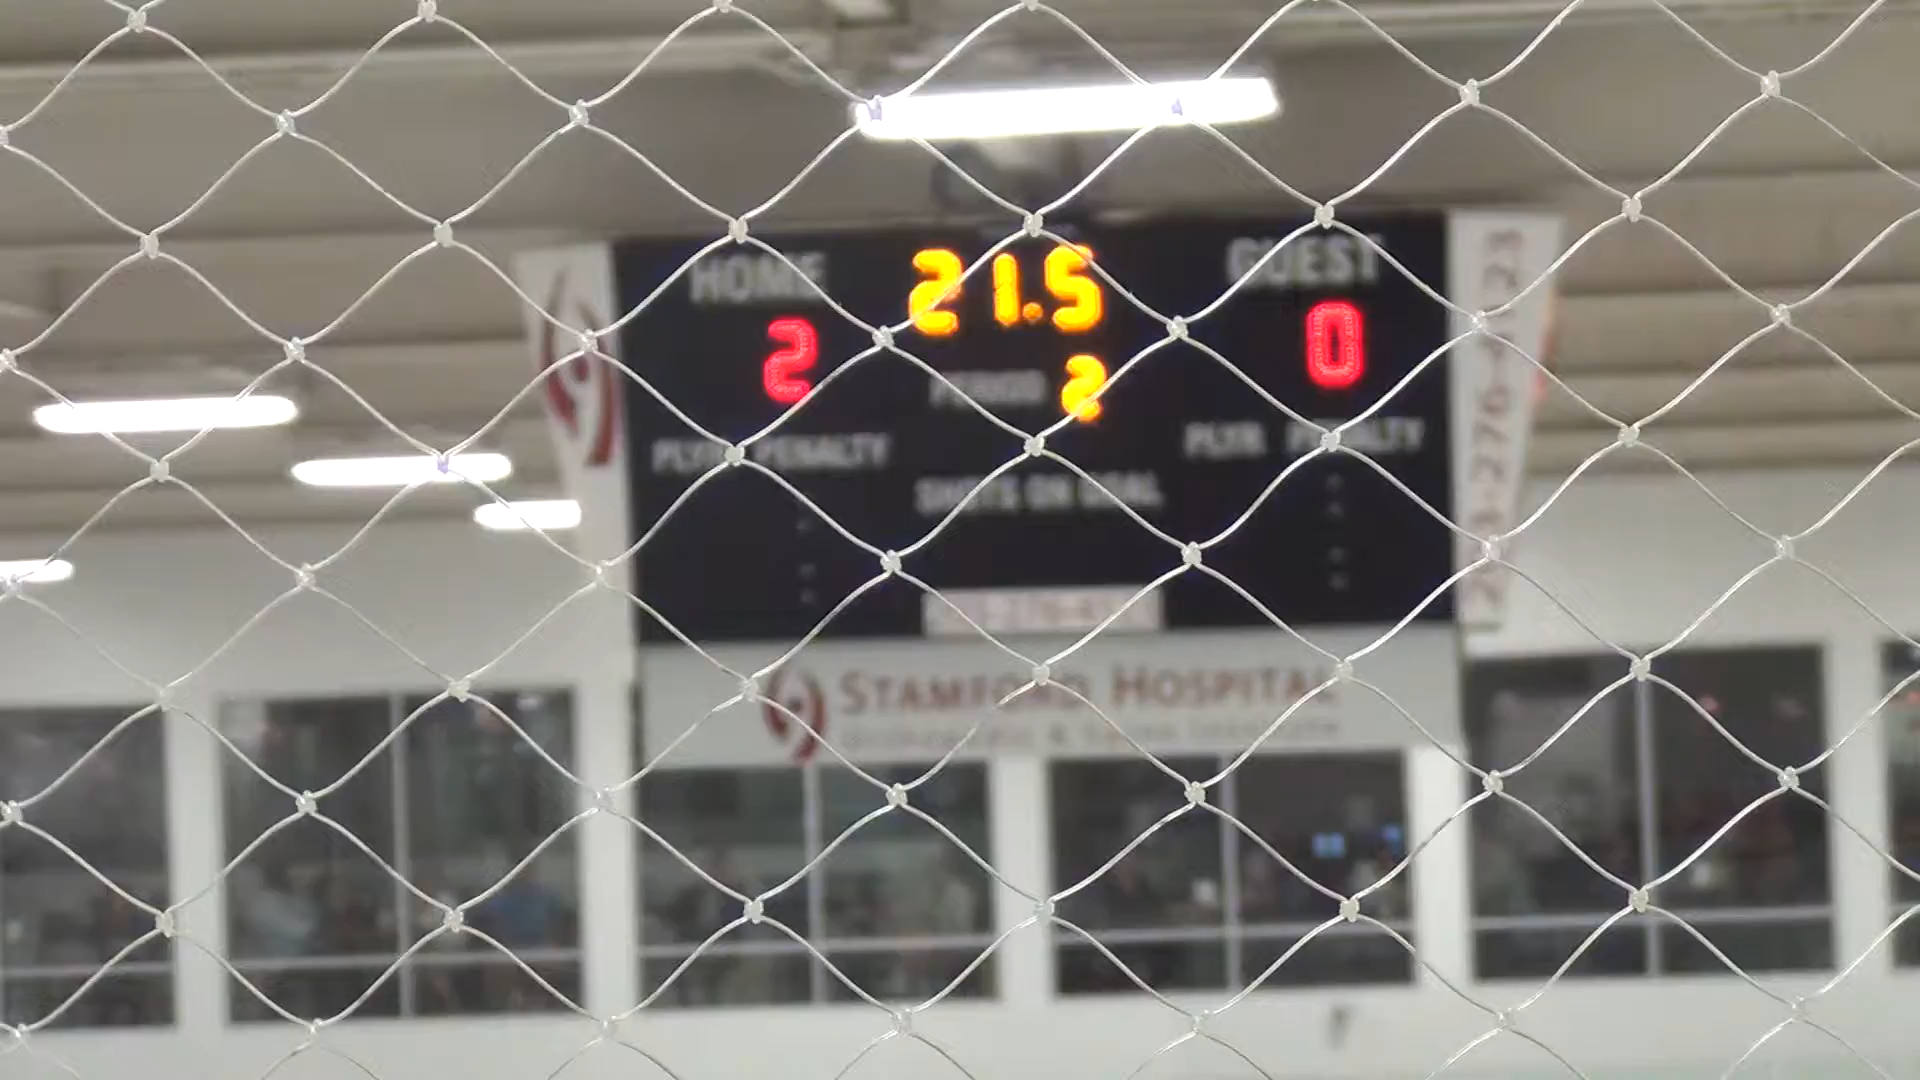 HOME
21.5
GUEST
2
PERIOD 2
0
PLYR PENALTY
PLYR. PENALTY
SHOTS ON GOAL
STAMFORD HOSPITAL